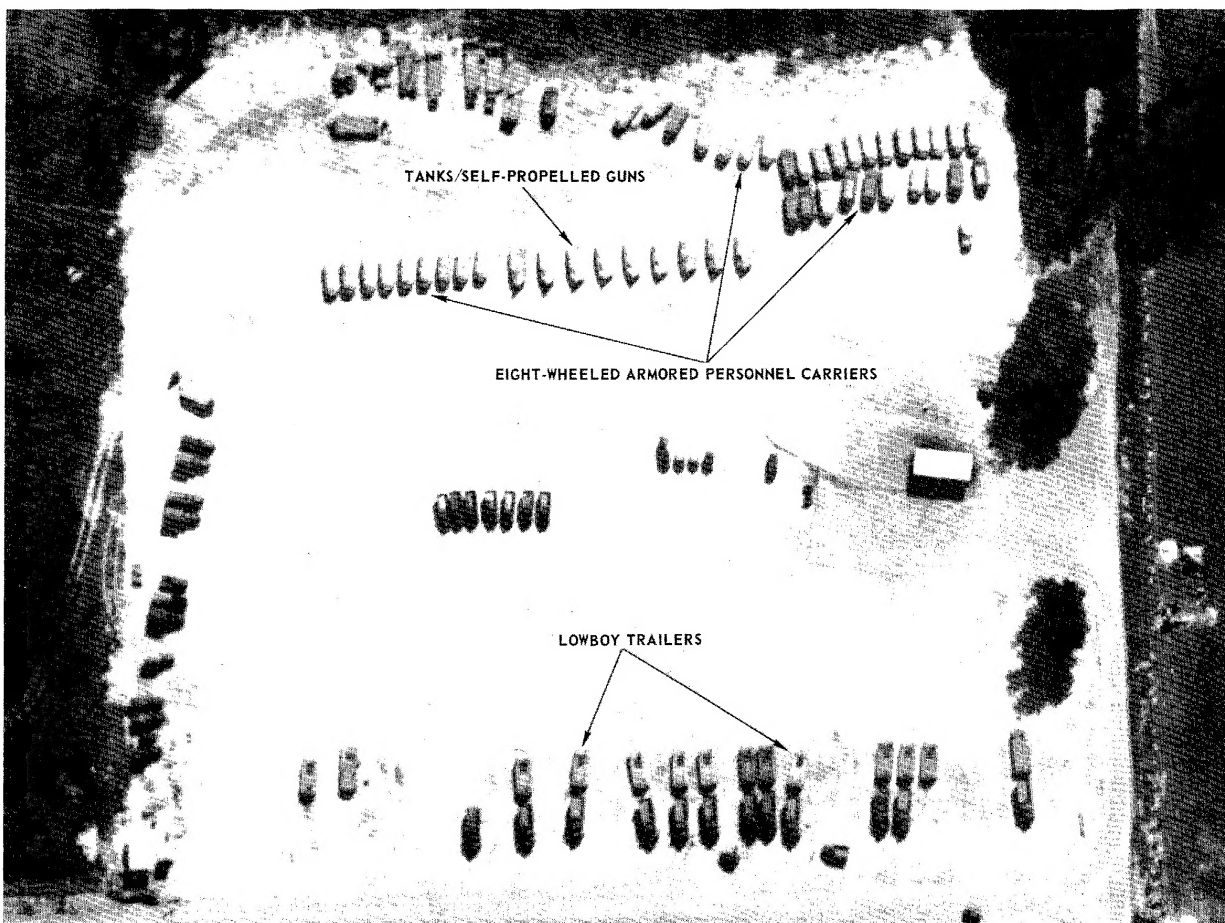 TANKS/SELF-PROPELLED GUNS
EIGHT-WHEELED ARMORED PERSONNEL CARRIERS
LOWBOY TRAILERS